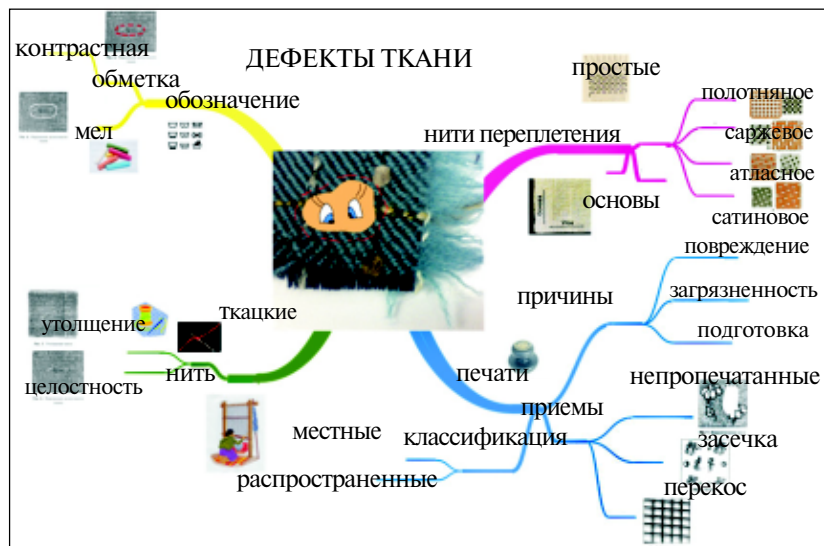 ДЕФЕКТЫ ТКАНИ
контрастная
обметка
обозначение
мел
простые
нити переплетения
полотняное
саржевое
атласное
сатиновое
основы
утолщение
ткацкие
целостность
нить
причины
повреждение
загрязненность
подготовка
печати
приемы
непропечатанные
засечка
перекос
местные
классификация
распространенные